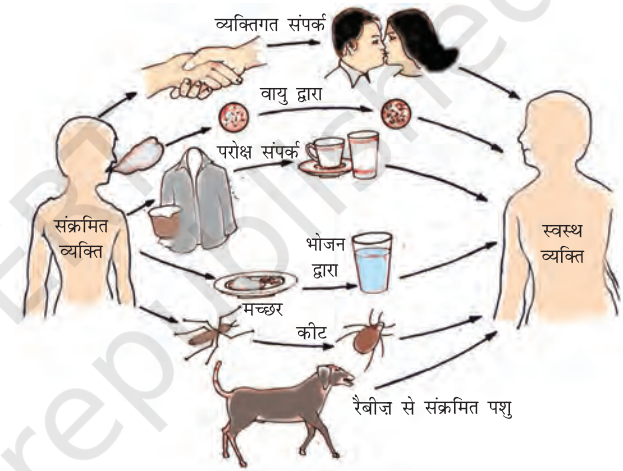 व्यक्तिगत संपर्क
वायु द्वारा
परोक्ष संपर्क
संक्रमित
व्यक्ति
स्वस्थ
व्यक्ति
भोजन
द्वारा
मच्छर
कीट
रैबीज़ से संक्रमित पशु